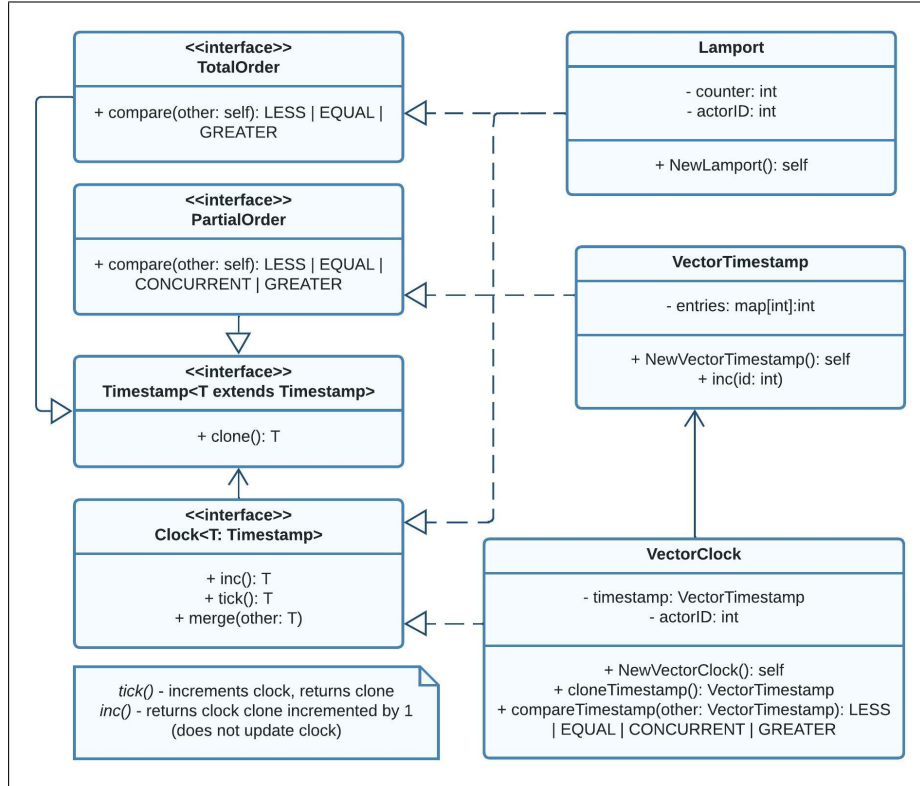 <<interface>>
TotalOrder
+ compare(other: self): LESS | EQUAL |
GREATER
<<interface>>
PartialOrder
+ compare(other: self): LESS | EQUAL |
CONCURRENT | GREATER
<<interface>>
Timestamp<T extends Timestamp>
+ clone(): T
<<interface>>
Clock<T: Timestamp>
+ inc(): T
+ tick(): T
+ merge(other: T)
tick() - increments clock, returns clone
inc() - returns clock clone incremented by 1
(does not update clock)
Lamport
- counter: int
- actorID: int
+ NewLamport(): self
VectorTimestamp
- entries: map[int]:int
+ NewVectorTimestamp(): self
+ inc(id: int)
VectorClock
- timestamp: VectorTimestamp
- actorID: int
+ NewVectorClock(): self
+ cloneTimestamp(): VectorTimestamp
+ compareTimestamp(other: VectorTimestamp): LESS
| EQUAL | CONCURRENT | GREATER